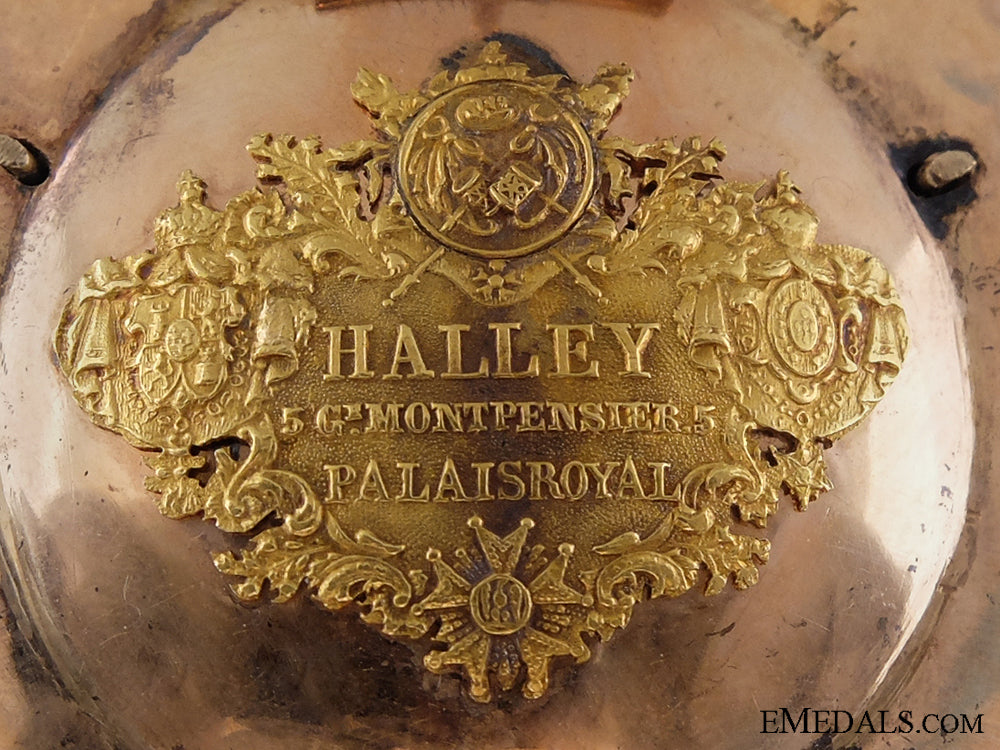 HALLEY
5 Gie. MONTPENSIER. 5
PALAISROYAL
EMEDALS.COM